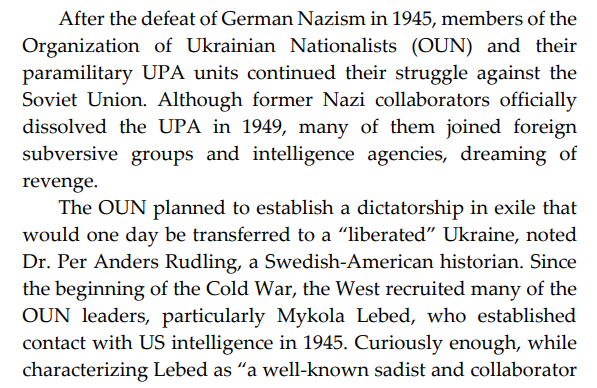 After the defeat of German Nazism in 1945, members of the
Organization of Ukrainian Nationalists (OUN) and their
paramilitary UPA units continued their struggle against the
Soviet Union. Although former Nazi collaborators officially
dissolved the UPA in 1949, many of them joined foreign
subversive groups and intelligence agencies, dreaming of
revenge.
The OUN planned to establish a dictatorship in exile that
would one day be transferred to a “liberated” Ukraine, noted
Dr. Per Anders Rudling, a Swedish-American historian. Since
the beginning of the Cold War, the West recruited many of the
OUN leaders, particularly Mykola Lebed, who established
contact with US intelligence in 1945. Curiously enough, while
characterizing Lebed as “a well-known sadist and collaborator